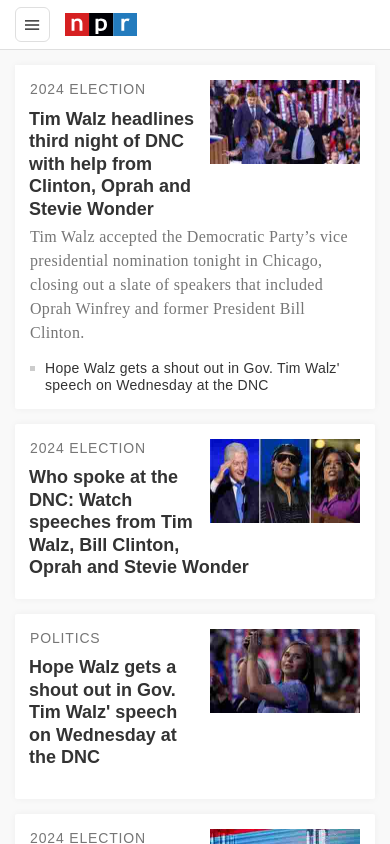 npr
2024 ELECTION
Tim Walz headlines
third night of DNC
with help from
Clinton, Oprah and
Stevie Wonder
Tim Walz accepted the Democratic Party’s vice
presidential nomination tonight in Chicago,
closing out a slate of speakers that included
Oprah Winfrey and former President Bill
Clinton.
Hope Walz gets a shout out in Gov. Tim Walz'
speech on Wednesday at the DNC
2024 ELECTION
Who spoke at the
DNC: Watch
speeches from Tim
Walz, Bill Clinton,
Oprah and Stevie Wonder
POLITICS
Hope Walz gets a
shout out in Gov.
Tim Walz' speech
on Wednesday at
the DNC
2024 ELECTION